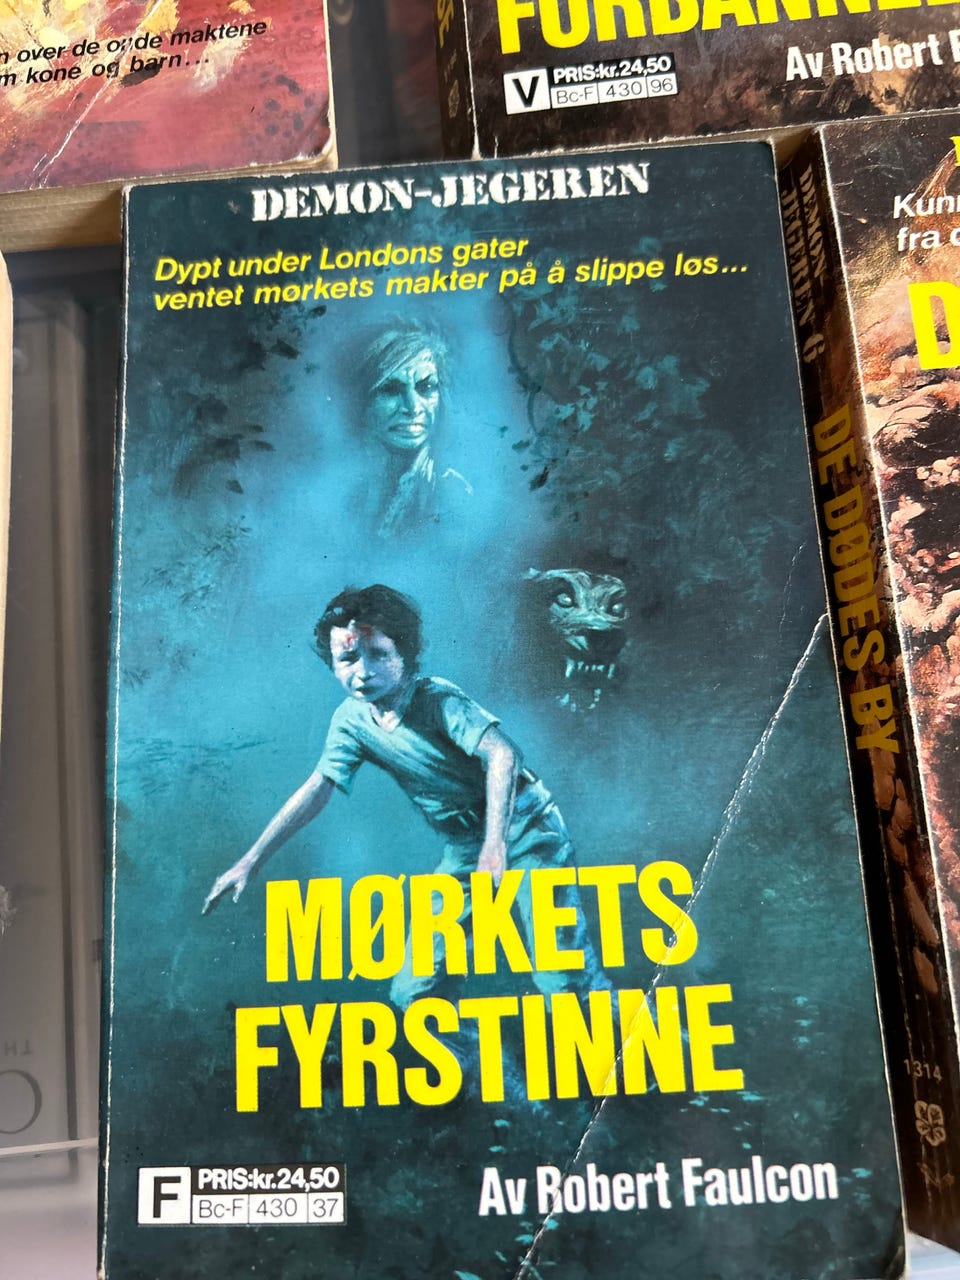 n over de onde maktene
m kone og barn...
FORBANNE
Av Robert F
V PRIS:kr.24,50
Bc-F 430 96
DEMON-JEGEREN
Dypt under Londons gater
ventet mørkets makter på å slippe løs...
MØRKETS
FYRSTINNE
F PRIS:kr.24,50
Bc-F 430 37
Av Robert Faulcon
DEMON
JEGEREN 6
DE DØDES BY
1314
Kunn
fra d
D